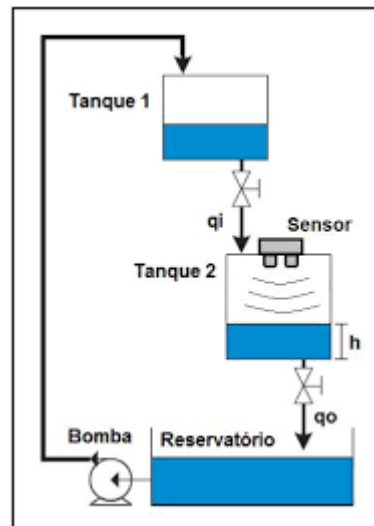 Tanque 1
qi
Sensor
Tanque 2
h
qo
Bomba
Reservatório